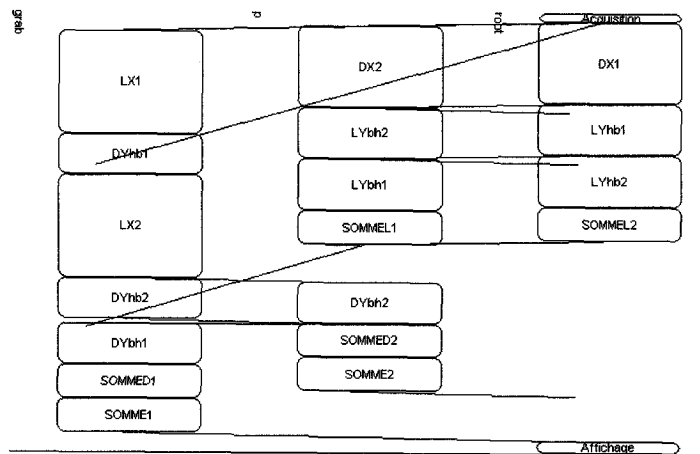 grab
p
root
Acquisition
LX1
DX2
DX1
DYhb1
LYbh2
LYhb1
LX2
LYbh1
LYhb2
SOMMEL1
SOMMEL2
DYhb2
DYbh2
DYbh1
SOMMED2
SOMMED1
SOMME2
SOMME1
Affichage